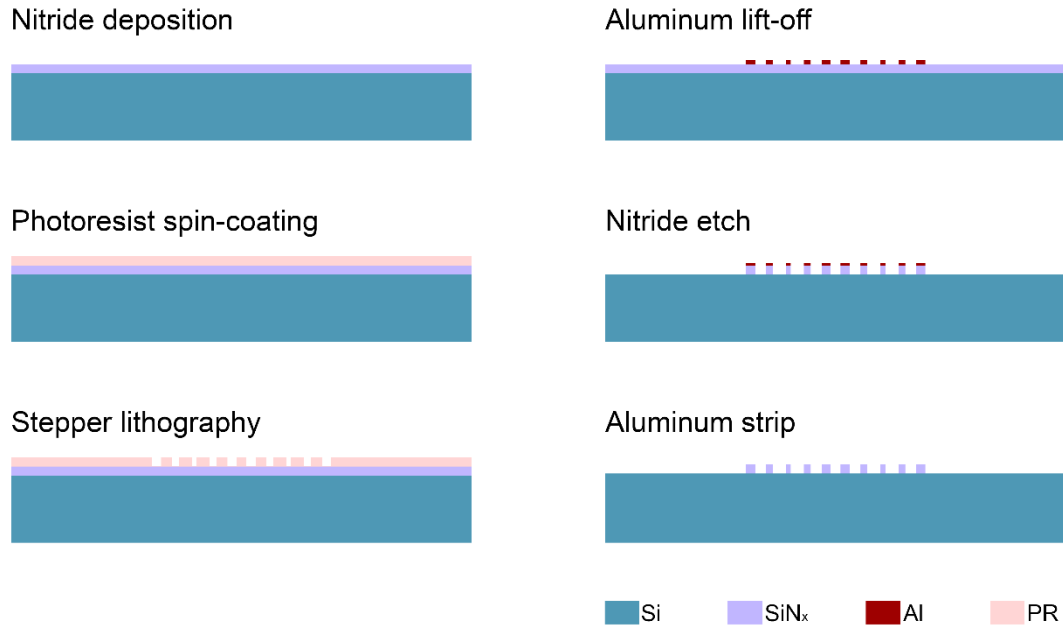 Nitride deposition
Photoresist spin-coating
Stepper lithography
Aluminum lift-off
Nitride etch
Aluminum strip
Si
SiNₓ
Al
PR